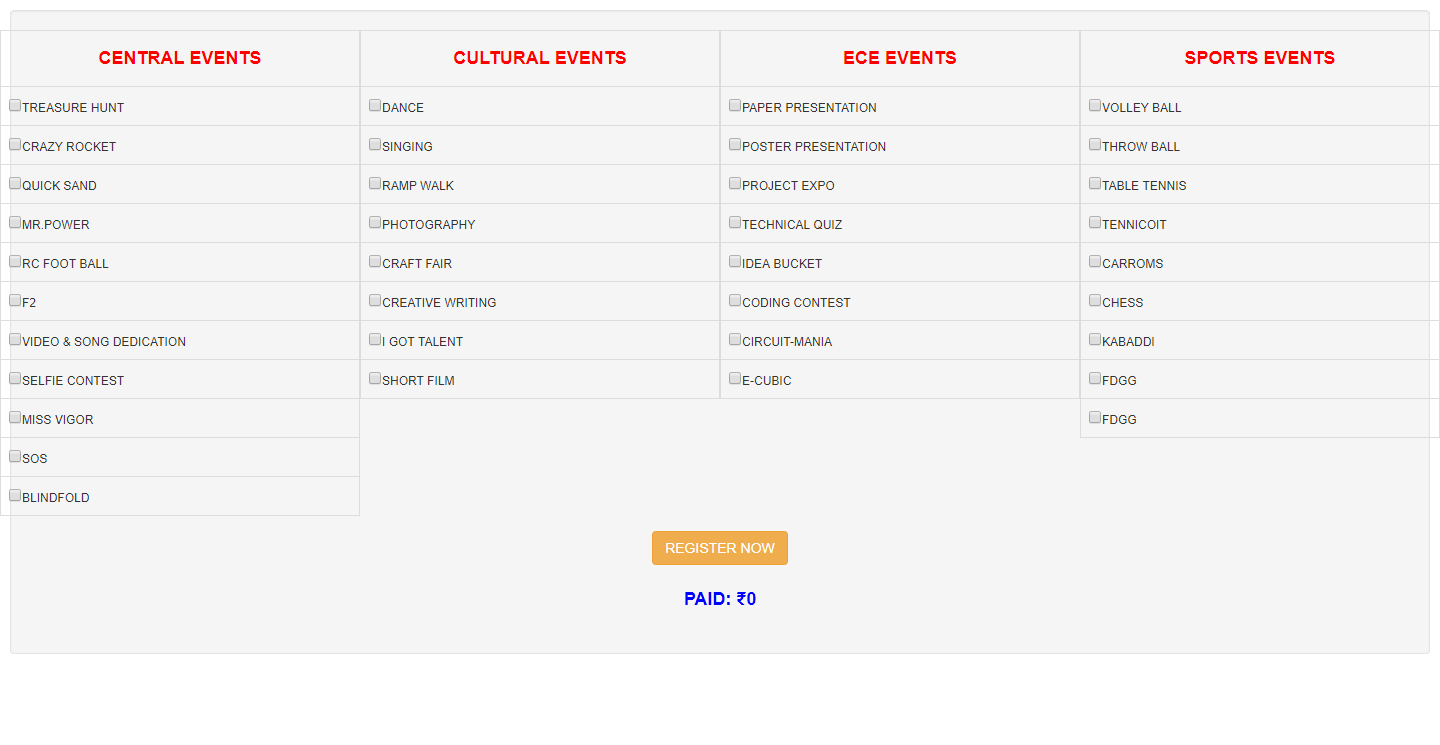 CENTRAL EVENTS
TREASURE HUNT
CRAZY ROCKET
QUICK SAND
MR.POWER
RC FOOT BALL
F2
VIDEO & SONG DEDICATION
SELFIE CONTEST
MISS VIGOR
SOS
BLINDFOLD
CULTURAL EVENTS
DANCE
SINGING
RAMP WALK
PHOTOGRAPHY
CRAFT FAIR
CREATIVE WRITING
I GOT TALENT
SHORT FILM
ECE EVENTS
PAPER PRESENTATION
POSTER PRESENTATION
PROJECT EXPO
TECHNICAL QUIZ
IDEA BUCKET
CODING CONTEST
CIRCUIT-MANIA
E-CUBIC
SPORTS EVENTS
VOLLEY BALL
THROW BALL
TABLE TENNIS
TENNICOIT
CARROMS
CHESS
KABADDI
FDGG
FDGG
REGISTER NOW
PAID: ₹0